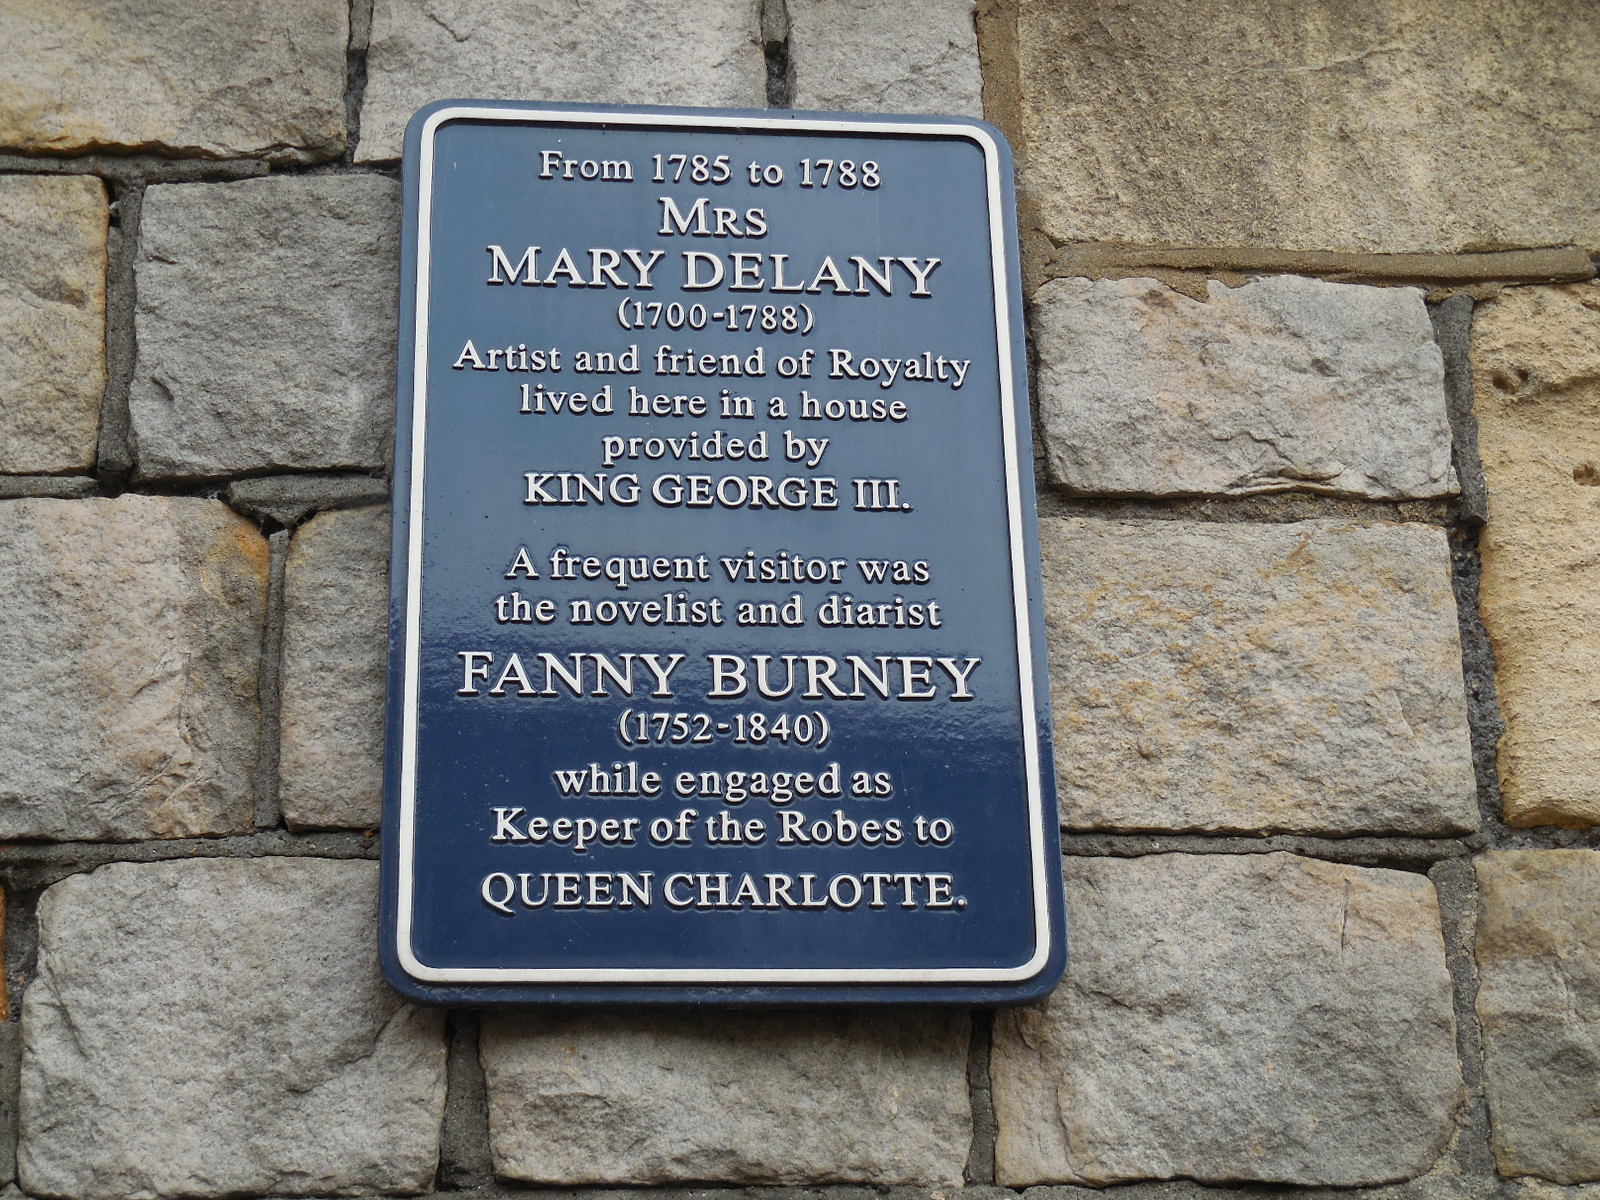 From 1785 to 1788
MRS
MARY DELANY
(1700-1788)
Artist and friend of Royalty
lived here in a house
provided by
KING GEORGE III.
A frequent visitor was
the novelist and diarist
FANNY BURNEY
(1752-1840)
while engaged as
Keeper of the Robes to
QUEEN CHARLOTTE.